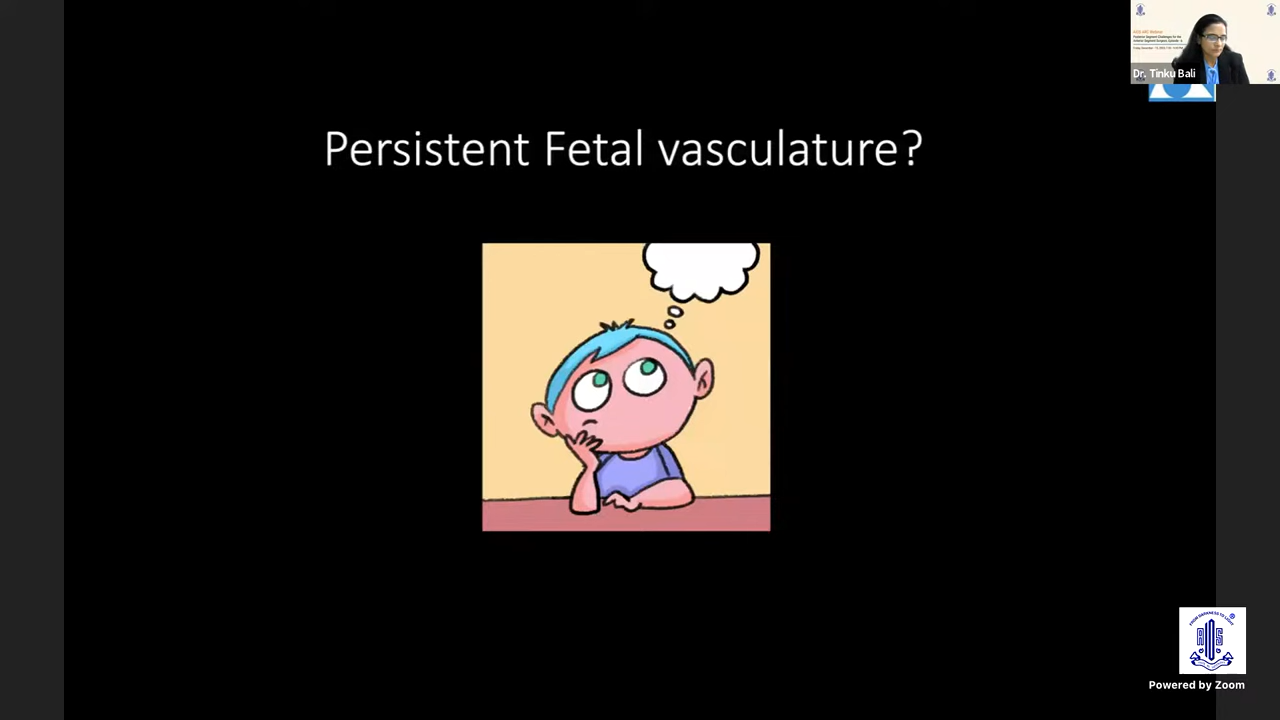 Persistent Fetal vasculature?
Dr. Tinku Bali
Powered by Zoom